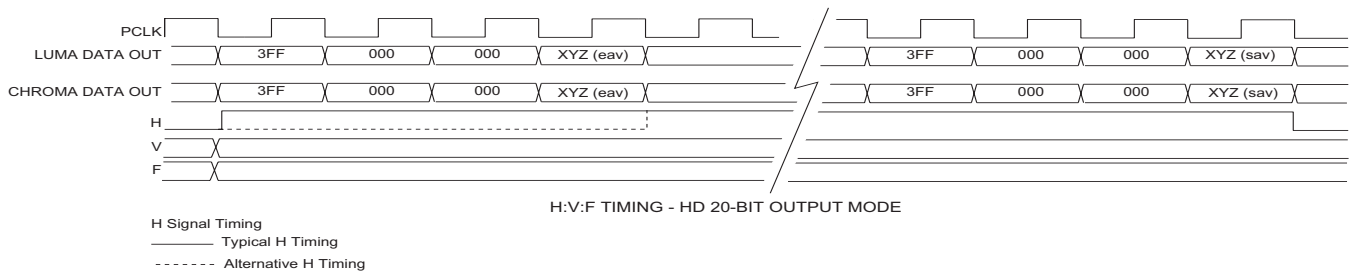 PCLK
LUMA DATA OUT 3FF 000 000 XYZ (eav) 3FF 000 000 XYZ (sav)
CHROMA DATA OUT 3FF 000 000 XYZ (eav) 3FF 000 000 XYZ (sav)
H
V
F
H:V:F TIMING - HD 20-BIT OUTPUT MODE
H Signal Timing
Typical H Timing
Alternative H Timing